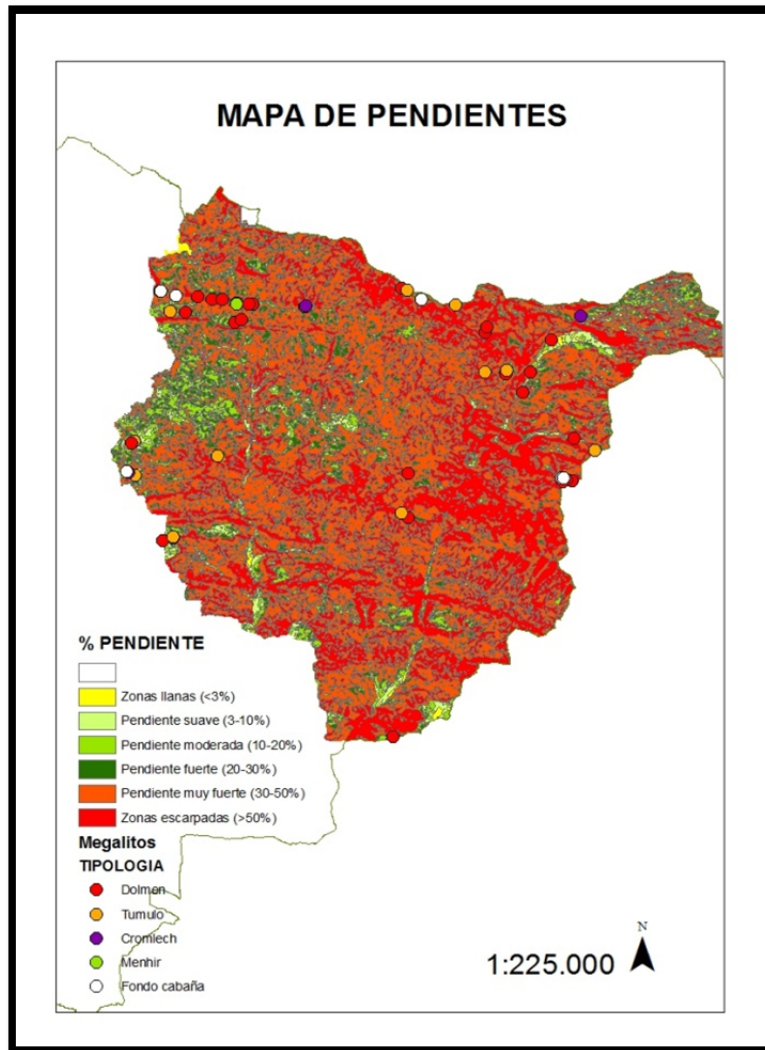 MAPA DE PENDIENTES
% PENDIENTE
Zonas llanas (<3%)
Pendiente suave (3-10%)
Pendiente moderada (10-20%)
Pendiente fuerte (20-30%)
Pendiente muy fuerte (30-50%)
Zonas escarpadas (>50%)
Megalitos
TIPOLOGIA
Dolmen
Tumulo
Cromlech
Menhir
Fondo cabaña
N
1:225.000